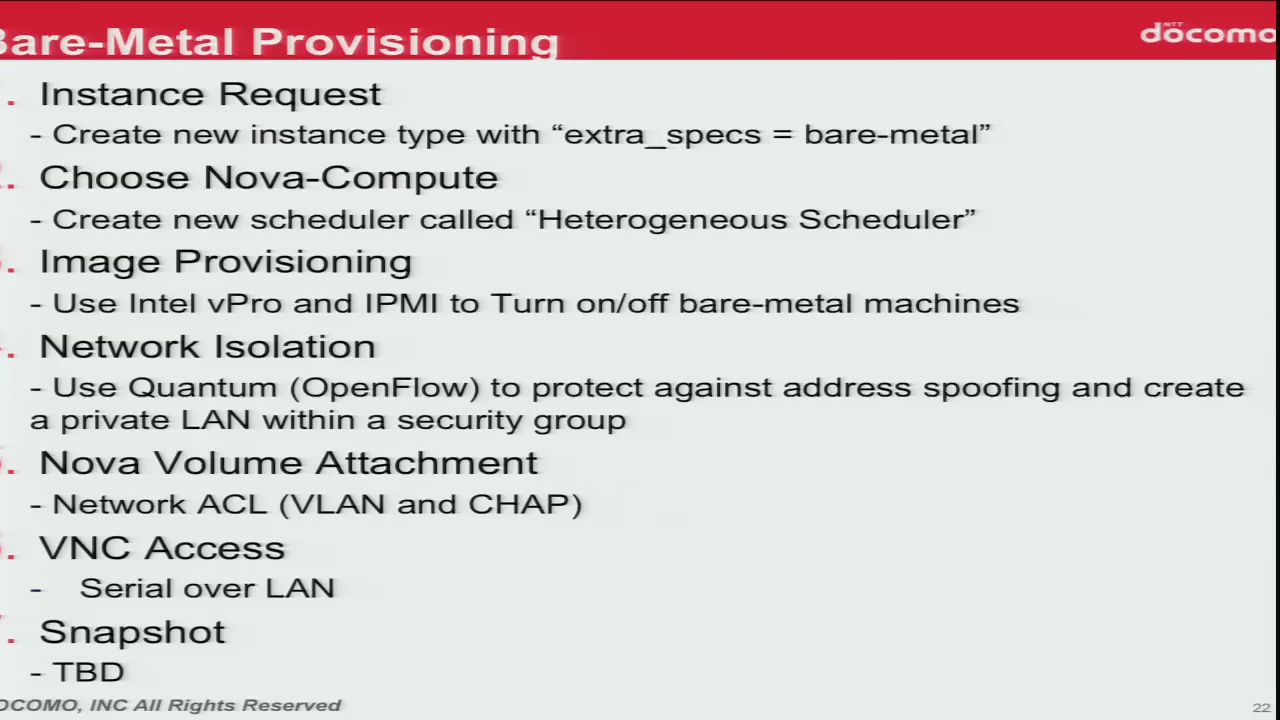 Bare-Metal Provisioning
NTT
döcomo
. Instance Request
- Create new instance type with “extra_specs = bare-metal”
. Choose Nova-Compute
- Create new scheduler called “Heterogeneous Scheduler”
. Image Provisioning
- Use Intel vPro and IPMI to Turn on/off bare-metal machines
. Network Isolation
- Use Quantum (OpenFlow) to protect against address spoofing and create
a private LAN within a security group
. Nova Volume Attachment
- Network ACL (VLAN and CHAP)
. VNC Access
- Serial over LAN
. Snapshot
- TBD
OCOMO, INC All Rights Reserved
22